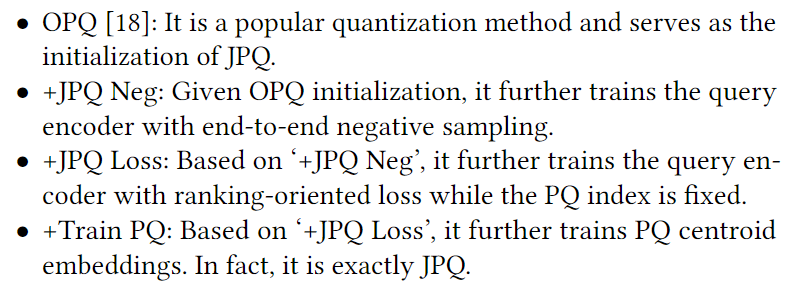 • OPQ [18]: It is a popular quantization method and serves as the
initialization of JPQ.
• +JPQ Neg: Given OPQ initialization, it further trains the query
encoder with end-to-end negative sampling.
• +JPQ Loss: Based on ‘+JPQ Neg’, it further trains the query en-
coder with ranking-oriented loss while the PQ index is fixed.
• +Train PQ: Based on ‘+JPQ Loss’, it further trains PQ centroid
embeddings. In fact, it is exactly JPQ.